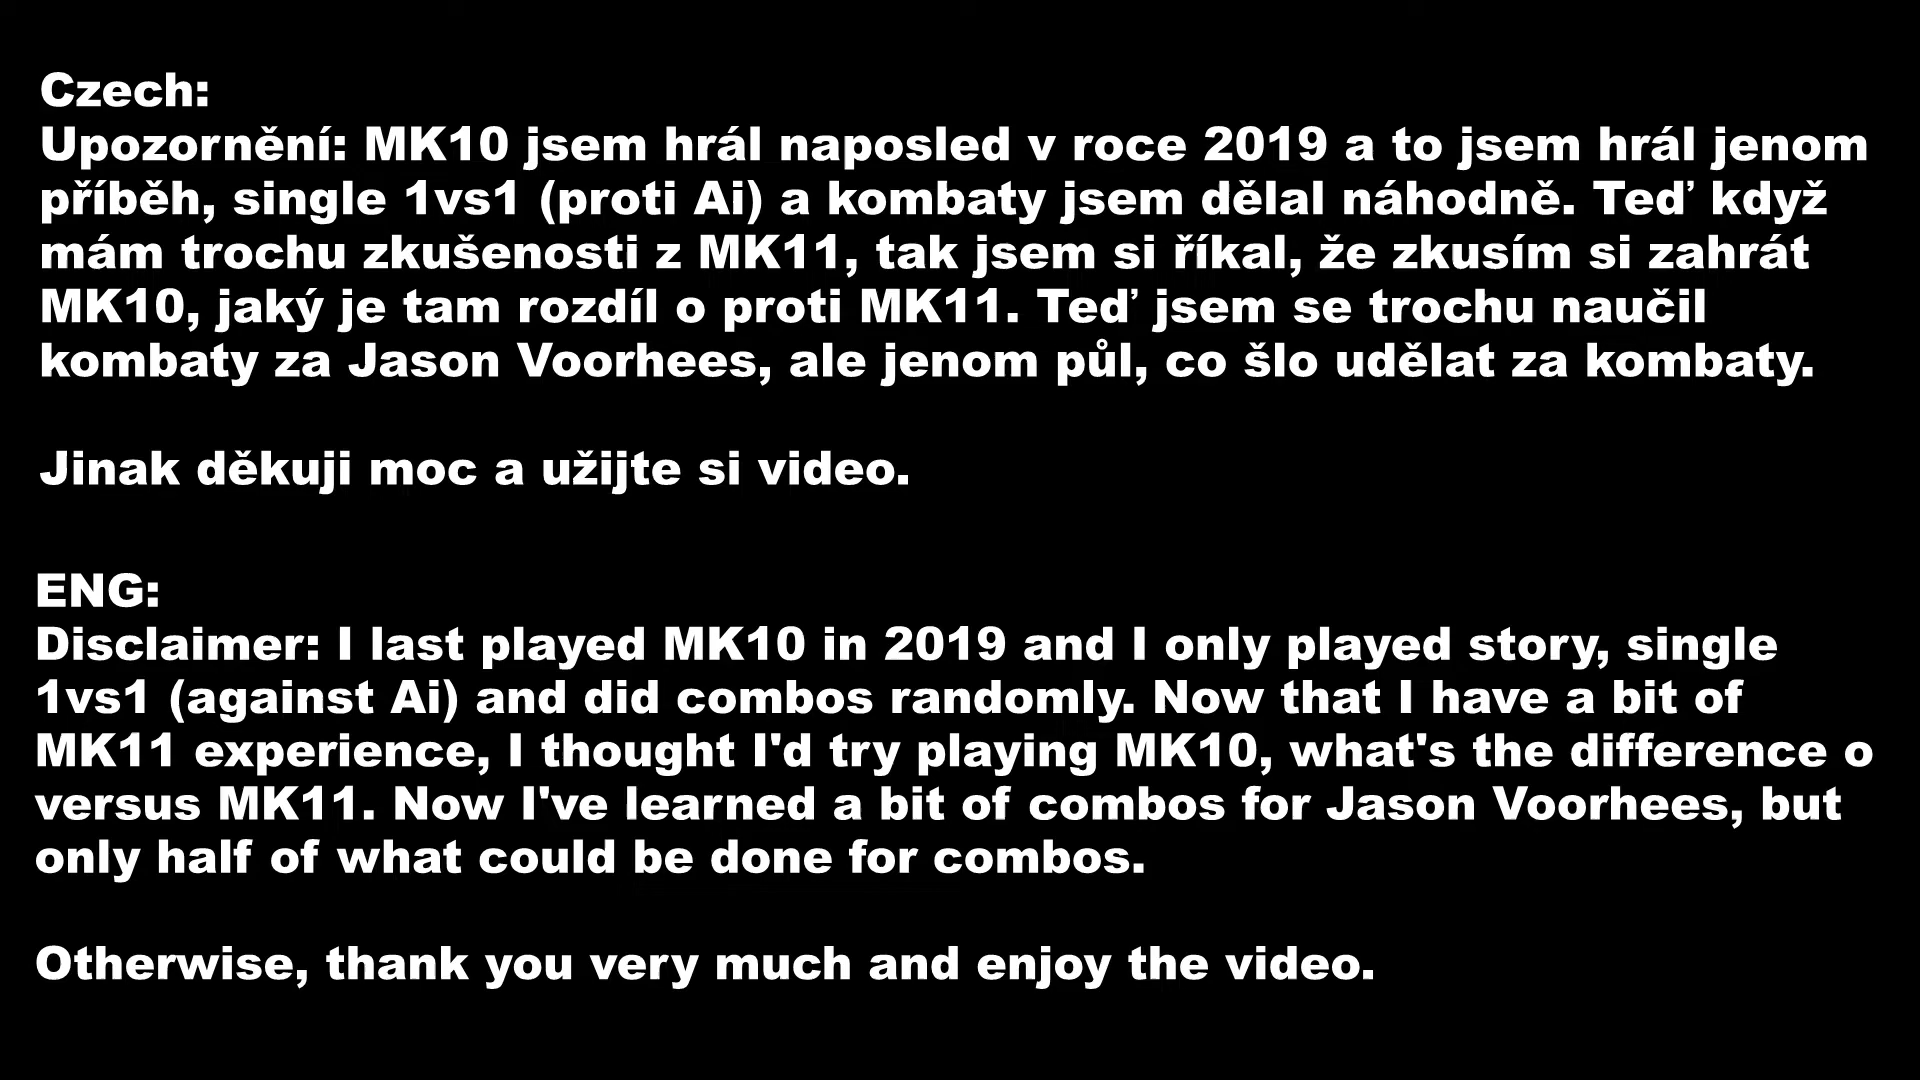 Czech:
Upozornění: MK10 jsem hrál naposled v roce 2019 a to jsem hrál jenom
příběh, single 1vs1 (proti Ai) a kombaty jsem dělal náhodně. Teď když
mám trochu zkušenosti z MK11, tak jsem si říkal, že zkusím si zahrát
MK10, jaký je tam rozdíl o proti MK11. Teď jsem se trochu naučil
kombaty za Jason Voorhees, ale jenom půl, co šlo udělat za kombaty.
Jinak děkuji moc a užijte si video.
ENG:
Disclaimer: I last played MK10 in 2019 and I only played story, single
1vs1 (against Ai) and did combos randomly. Now that I have a bit of
MK11 experience, I thought I'd try playing MK10, what's the difference o
versus MK11. Now I've learned a bit of combos for Jason Voorhees, but
only half of what could be done for combos.
Otherwise, thank you very much and enjoy the video.